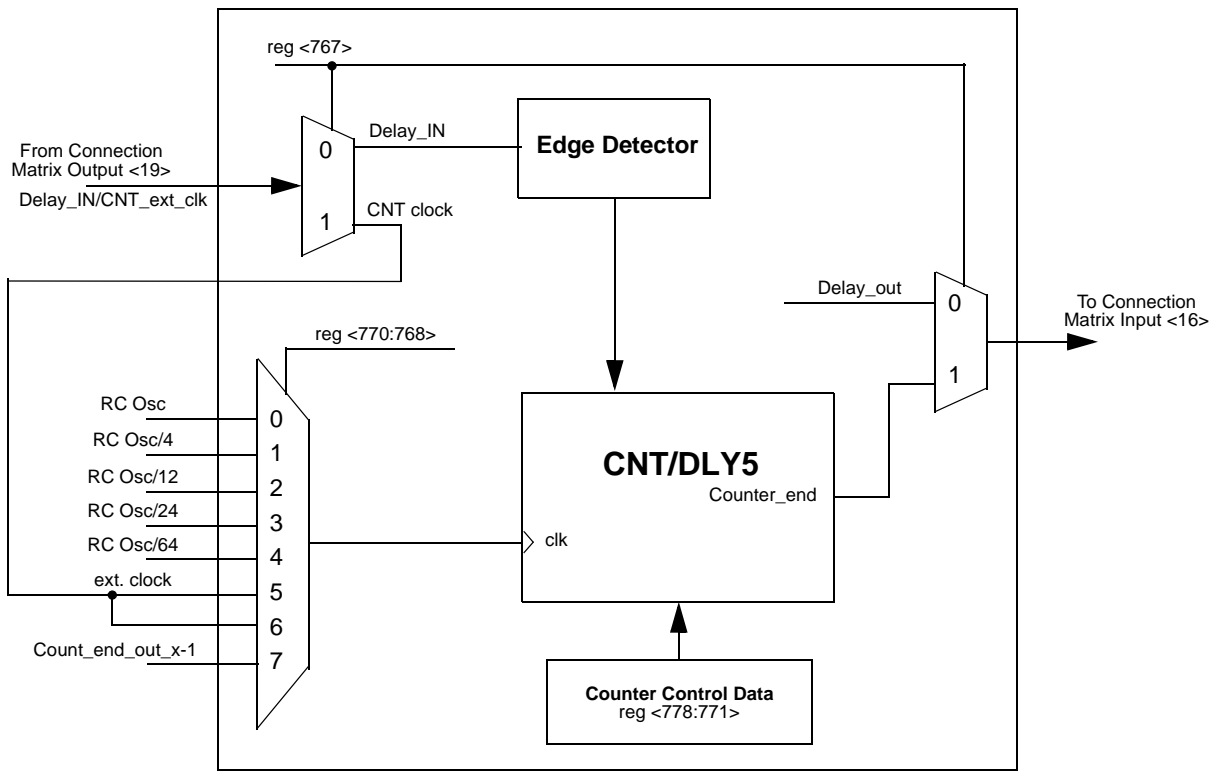 reg <767>
0
Delay_IN
Edge Detector
From Connection
Matrix Output <19>
Delay_IN/CNT_ext_clk
1
CNT clock
Delay_out
0
To Connection
Matrix Input <16>
reg <770:768>
1
RC Osc
0
RC Osc/4
1
RC Osc/12
2
RC Osc/24
3
RC Osc/64
4
ext. clock
5
6
Count_end_out_x-1
7
CNT/DLY5
Counter_end
clk
Counter Control Data
reg <778:771>